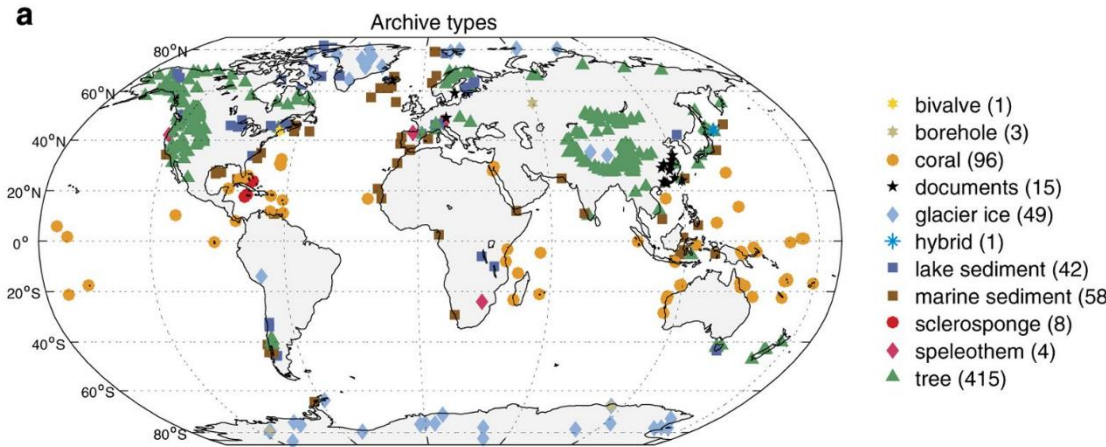 a
Archive types
80°N
60°N
40°N
20°N
0°
20°S
40°S
60°S
80°S
bivalve (1)
borehole (3)
coral (96)
documents (15)
glacier ice (49)
hybrid (1)
lake sediment (42)
marine sediment (58
sclerosponge (8)
speleothem (4)
tree (415)